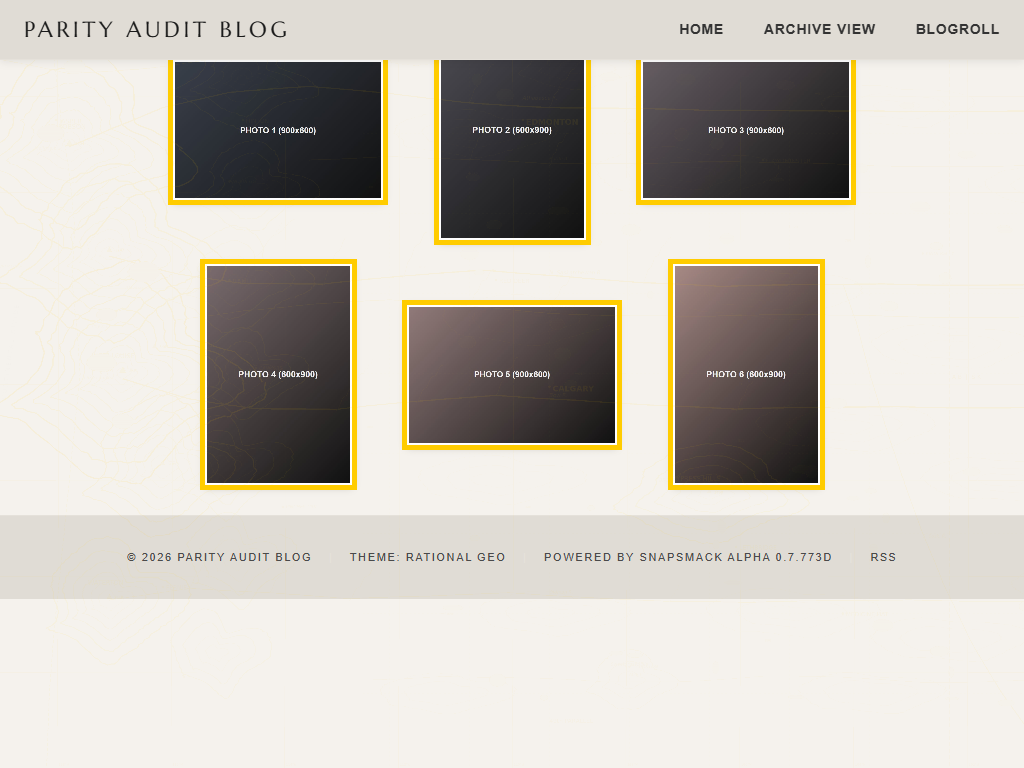 PARITY AUDIT BLOG
HOME
ARCHIVE VIEW
BLOGROLL
PHOTO 1 (900x600)
PHOTO 2 (600x900)
EDMONTON
PHOTO 3 (900x600)
PHOTO 4 (600x900)
PHOTO 5 (900x600)
CALGARY
PHOTO 6 (600x900)
© 2026 PARITY AUDIT BLOG
THEME: RATIONAL GEO
POWERED BY SNAPSMACK ALPHA 0.7.773D
RSS